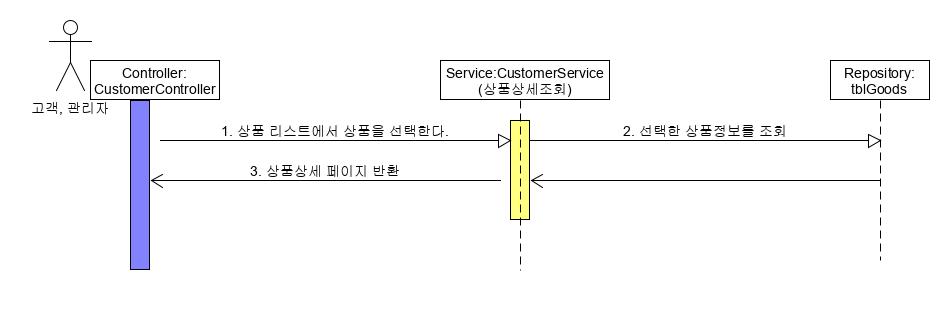 Controller:
CustomerController
Service:CustomerService
(상품상세조회)
Repository:
tblGoods
고객, 관리자
1. 상품 리스트에서 상품을 선택한다.
2. 선택한 상품정보를 조회
3. 상품상세 페이지 반환